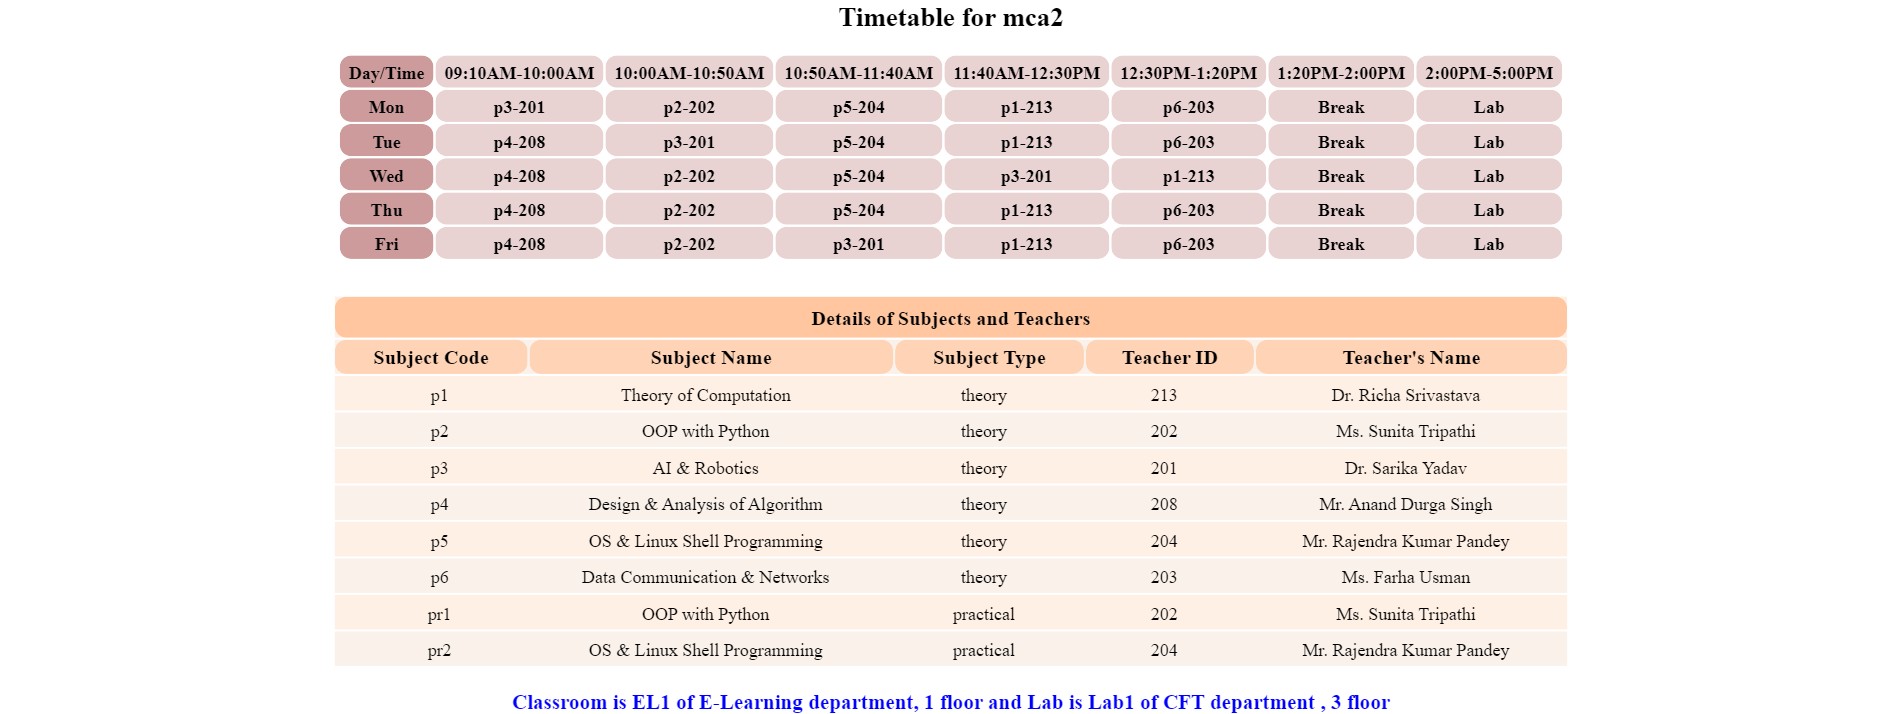 Timetable for mca2
Day/Time 09:10AM-10:00AM 10:00AM-10:50AM 10:50AM-11:40AM 11:40AM-12:30PM 12:30PM-1:20PM 1:20PM-2:00PM 2:00PM-5:00PM
Mon p3-201 p2-202 p5-204 p1-213 p6-203 Break Lab
Tue p4-208 p3-201 p5-204 p1-213 p6-203 Break Lab
Wed p4-208 p2-202 p5-204 p3-201 p1-213 Break Lab
Thu p4-208 p2-202 p5-204 p1-213 p6-203 Break Lab
Fri p4-208 p2-202 p3-201 p1-213 p6-203 Break Lab
Details of Subjects and Teachers
Subject Code Subject Name Subject Type Teacher ID Teacher's Name
p1 Theory of Computation theory 213 Dr. Richa Srivastava
p2 OOP with Python theory 202 Ms. Sunita Tripathi
p3 AI & Robotics theory 201 Dr. Sarika Yadav
p4 Design & Analysis of Algorithm theory 208 Mr. Anand Durga Singh
p5 OS & Linux Shell Programming theory 204 Mr. Rajendra Kumar Pandey
p6 Data Communication & Networks theory 203 Ms. Farha Usman
pr1 OOP with Python practical 202 Ms. Sunita Tripathi
pr2 OS & Linux Shell Programming practical 204 Mr. Rajendra Kumar Pandey
Classroom is EL1 of E-Learning department, 1 floor and Lab is Lab1 of CFT department , 3 floor